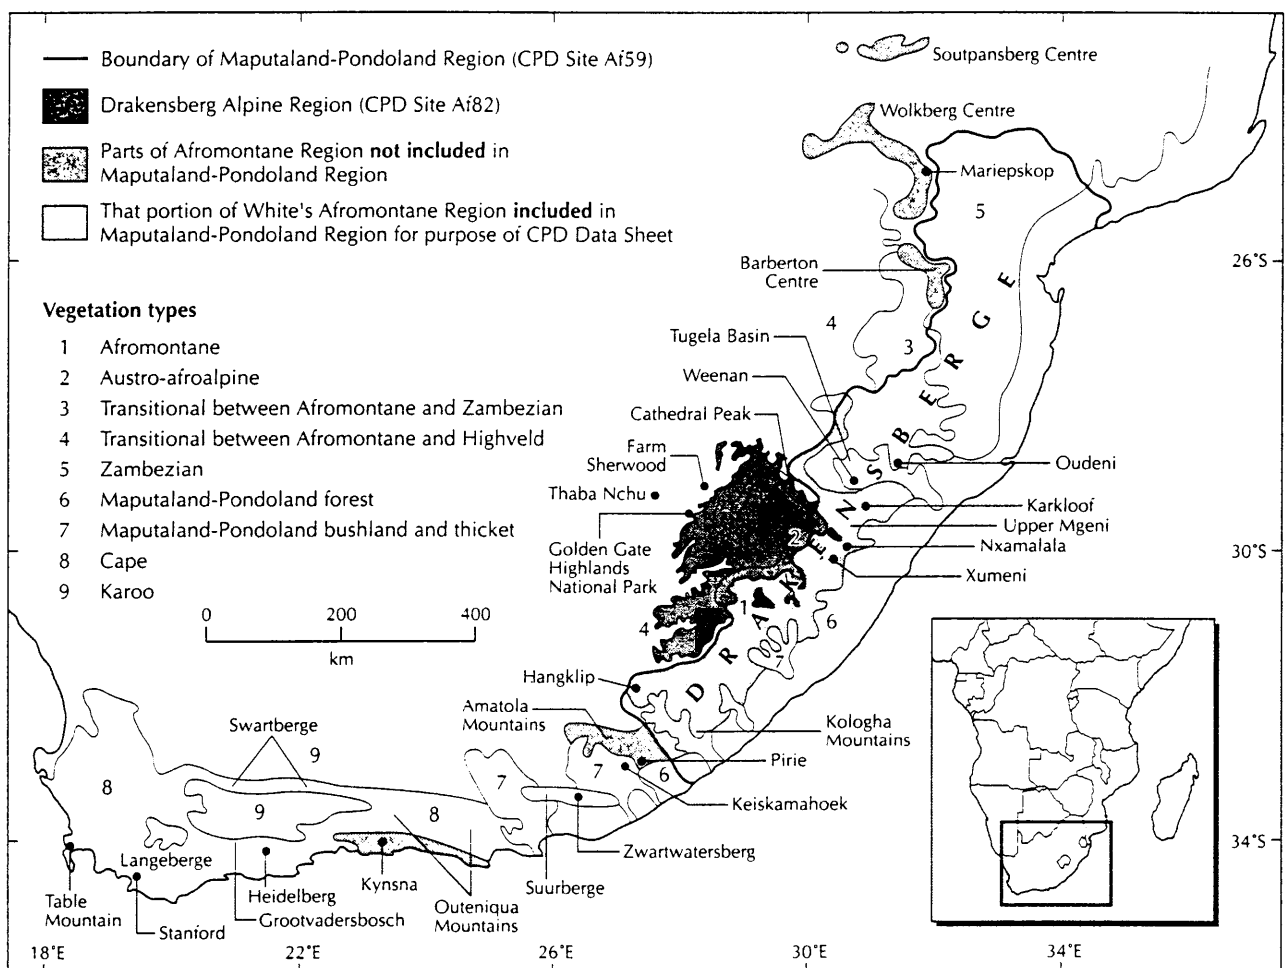 Boundary of Maputaland-Pondoland Region (CPD Site Af59)
Drakensberg Alpine Region (CPD Site Af82)
Parts of Afromontane Region not included in
Maputaland-Pondoland Region
That portion of White's Afromontane Region included in
Maputaland-Pondoland Region for purpose of CPD Data Sheet
Vegetation types
1 Afromontane
2 Austro-afroalpine
3 Transitional between Afromontane and Zambezian
4 Transitional between Afromontane and Highveld
5 Zambezian
6 Maputaland-Pondoland forest
7 Maputaland-Pondoland bushland and thicket
8 Cape
9 Karoo
0 200 400
km
Soutpansberg Centre
Wolkberg Centre
Mariepskop
5
26°S
Barberton
Centre
4
3
Tugela Basin
Weenan
Cathedral Peak
Farm
Sherwood
Thaba Nchu
Golden Gate
Highlands
National Park
DRAKENSBERGE
Oudeni
Karkloof
Upper Mgeni
Nxamalala
30°S
Xumeni
2
1
4
6
Hangklip
Amatola
Mountains
Kologha
Mountains
Pirie
7
6
Keiskamahoek
Swartberge
9
8
9
8
7
Zwartwatersberg
34°S
Suurberge
Langeberge
Table
Mountain
Stanford
Heidelberg
Grootvadersbosch
Kynsna
Outeniqua
Mountains
18°E 22°E 26°E 30°E 34°E